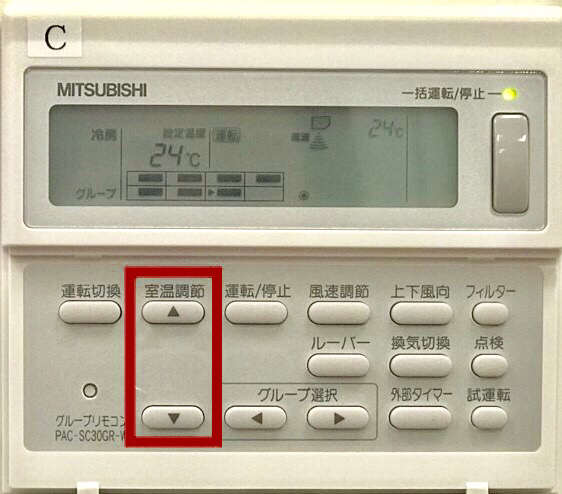 C
MITSUBISHI
一括運転/停止
冷房 設定温度 運転 風速 24℃
24℃
グループ
運転切換 室温調節 運転/停止 風速調節 上下風向 フィルター
ルーバー 換気切換 点検
グループ選択 外部タイマー 試運転
グループリモコン
PAC-SC30GR-W